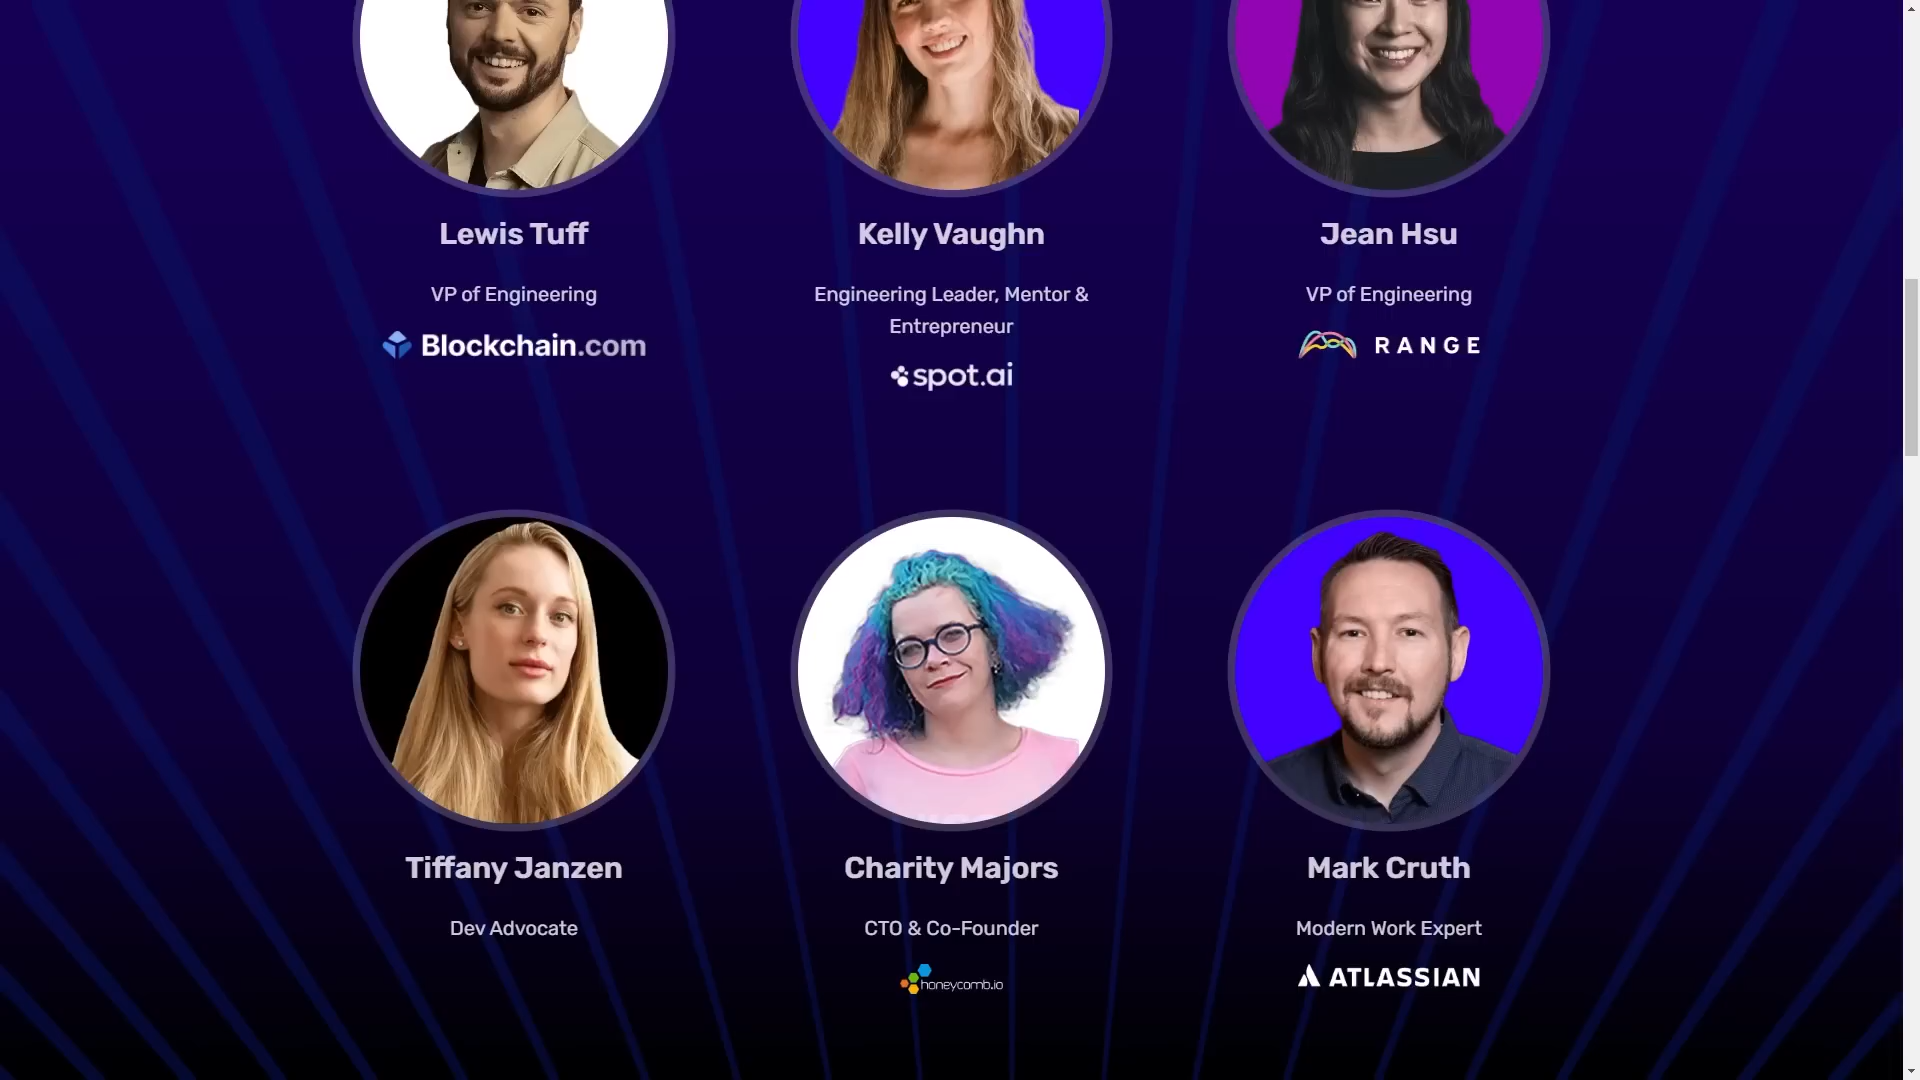 Lewis Tuff
VP of Engineering
Blockchain.com
Kelly Vaughn
Engineering Leader, Mentor &
Entrepreneur
spot.ai
Jean Hsu
VP of Engineering
RANGE
Tiffany Janzen
Dev Advocate
Charity Majors
CTO & Co-Founder
honeycomb.io
Mark Cruth
Modern Work Expert
ATLASSIAN